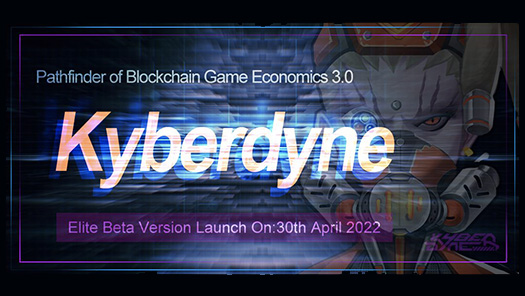 Pathfinder of Blockchain Game Economics 3.0
Kyberdyne
Elite Beta Version Launch On:30th April 2022